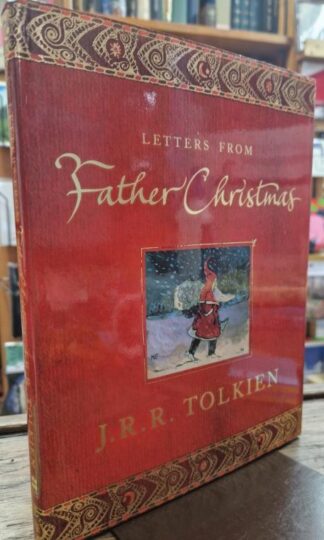 LETTERS FROM
Father Christmas
J.R.R. TOLKIEN